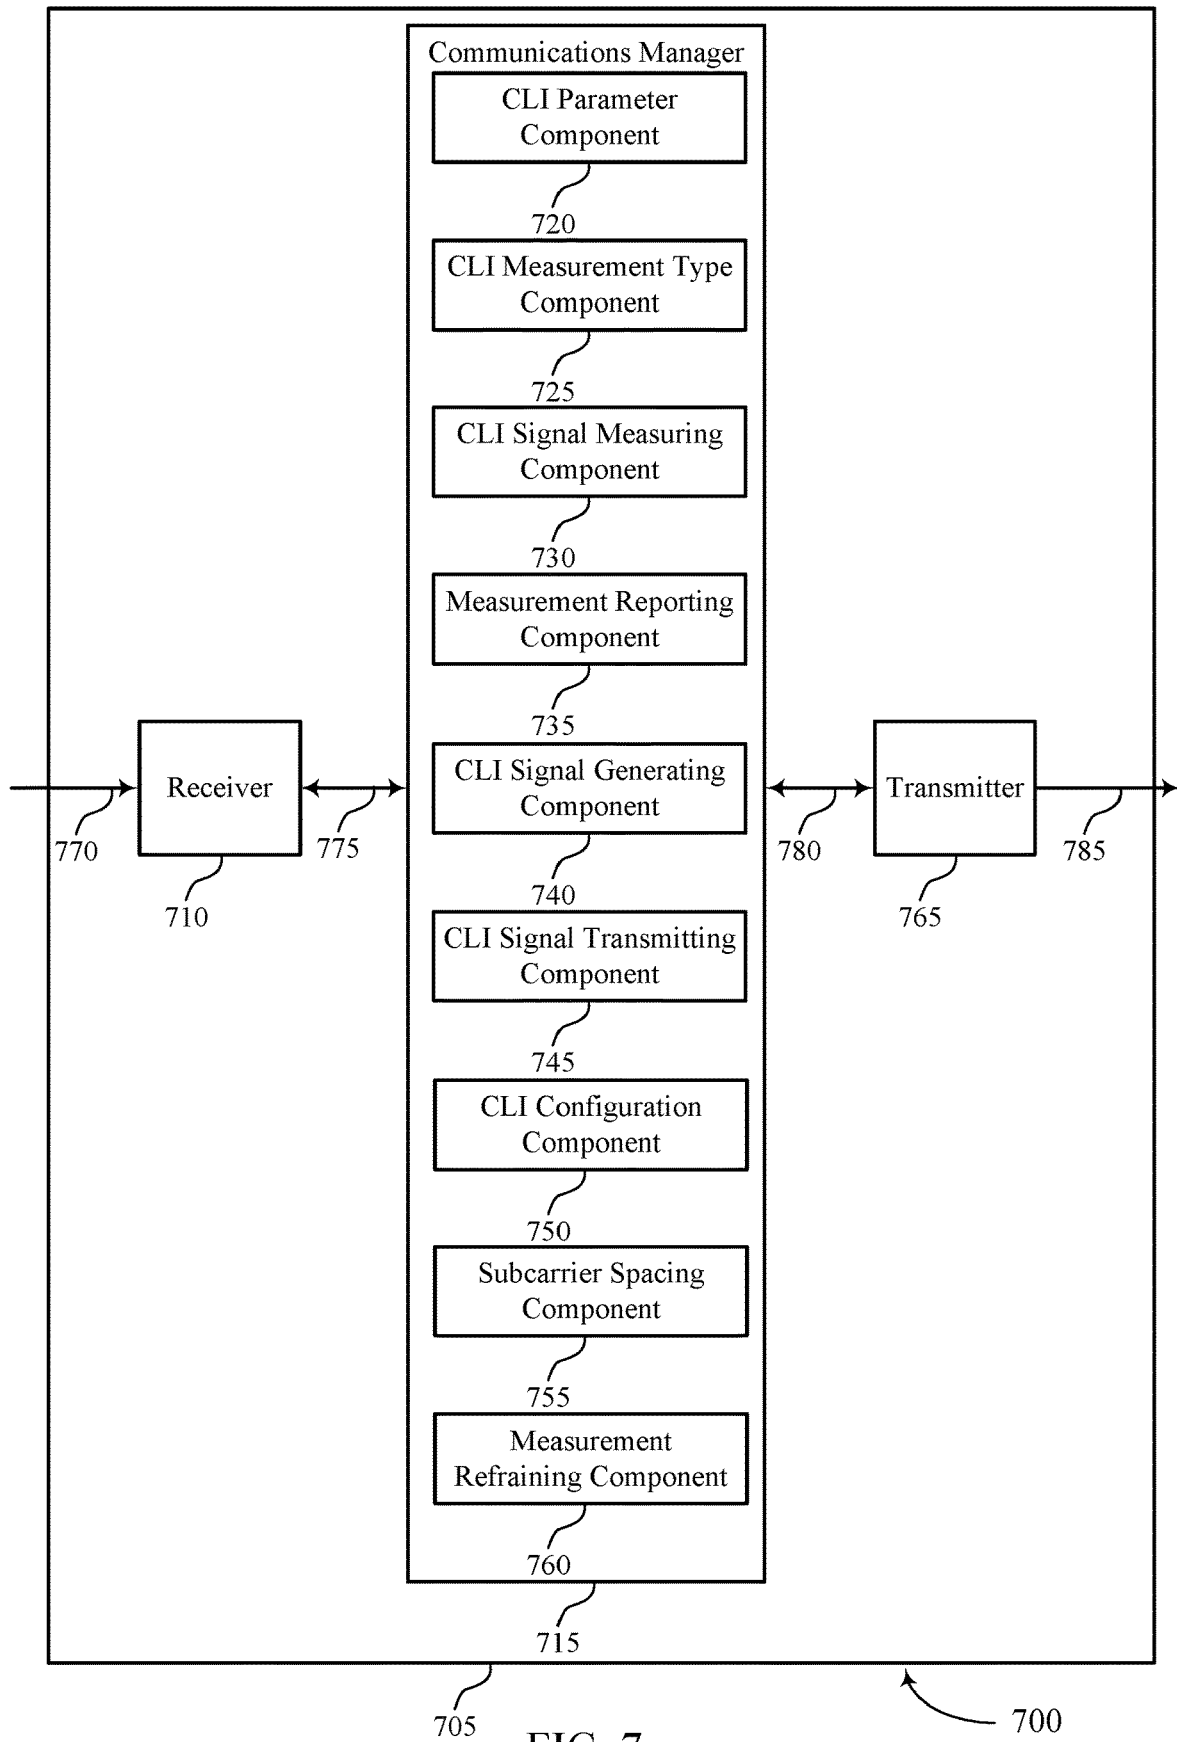 Communications Manager
CLI Parameter
Component
720
CLI Measurement Type
Component
725
CLI Signal Measuring
Component
730
Measurement Reporting
Component
735
Receiver
CLI Signal Generating
Component
Transmitter
770
775
780
785
710
740
765
CLI Signal Transmitting
Component
745
CLI Configuration
Component
750
Subcarrier Spacing
Component
755
Measurement
Refraining Component
760
715
705
700
FIG. 7